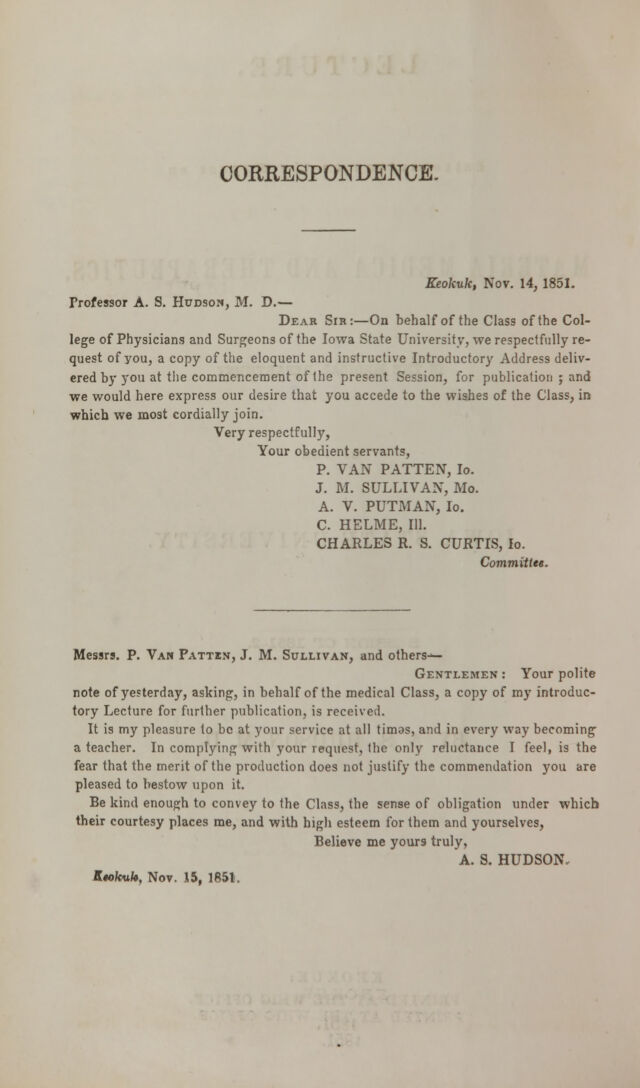 CORRESPONDENCE.
Keokuk, Nov. 14, 1851.
Professor A. S. Hudson, M. D.—
Dear Sir:—On behalf of the Class of the Col-
lege of Physicians and Surgeons of the Iowa State University, we respectfully re-
quest of you, a copy of the eloquent and instructive Introductory Address deliv-
ered by you at the commencement of the present Session, for publication ; and
we would here express our desire that you accede to the wishes of the Class, in
which we most cordially join.
Very respectfully,
Your obedient servants,
P. VAN PATTEN, Io.
J. M. SULLIVAN, Mo.
A. V. PUTMAN, Io.
C. HELME, Ill.
CHARLES R. S. CURTIS, Io.
Committee.
Messrs. P. Van Patten, J. M. Sullivan, and others—
Gentlemen : Your polite
note of yesterday, asking, in behalf of the medical Class, a copy of my introduc-
tory Lecture for further publication, is received.
It is my pleasure to be at your service at all times, and in every way becoming
a teacher. In complying with your request, the only reluctance I feel, is the
fear that the merit of the production does not justify the commendation you are
pleased to bestow upon it.
Be kind enough to convey to the Class, the sense of obligation under which
their courtesy places me, and with high esteem for them and yourselves,
Believe me yours truly,
A. S. HUDSON.
Keokuk, Nov. 15, 1851.